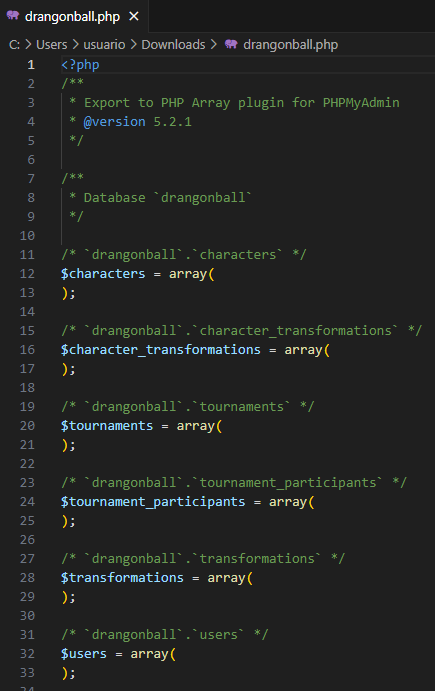 drangonball.php ×
C: > Users > usuario > Downloads > drangonball.php
1 <?php
2 /**
3  * Export to PHP Array plugin for PHPMyAdmin
4  * @version 5.2.1
5  */
6
7 /**
8  * Database `drangonball`
9  */
10
11 /* `drangonball`.`characters` */
12 $characters = array(
13 );
14
15 /* `drangonball`.`character_transformations` */
16 $character_transformations = array(
17 );
18
19 /* `drangonball`.`tournaments` */
20 $tournaments = array(
21 );
22
23 /* `drangonball`.`tournament_participants` */
24 $tournament_participants = array(
25 );
26
27 /* `drangonball`.`transformations` */
28 $transformations = array(
29 );
30
31 /* `drangonball`.`users` */
32 $users = array(
33 );
34